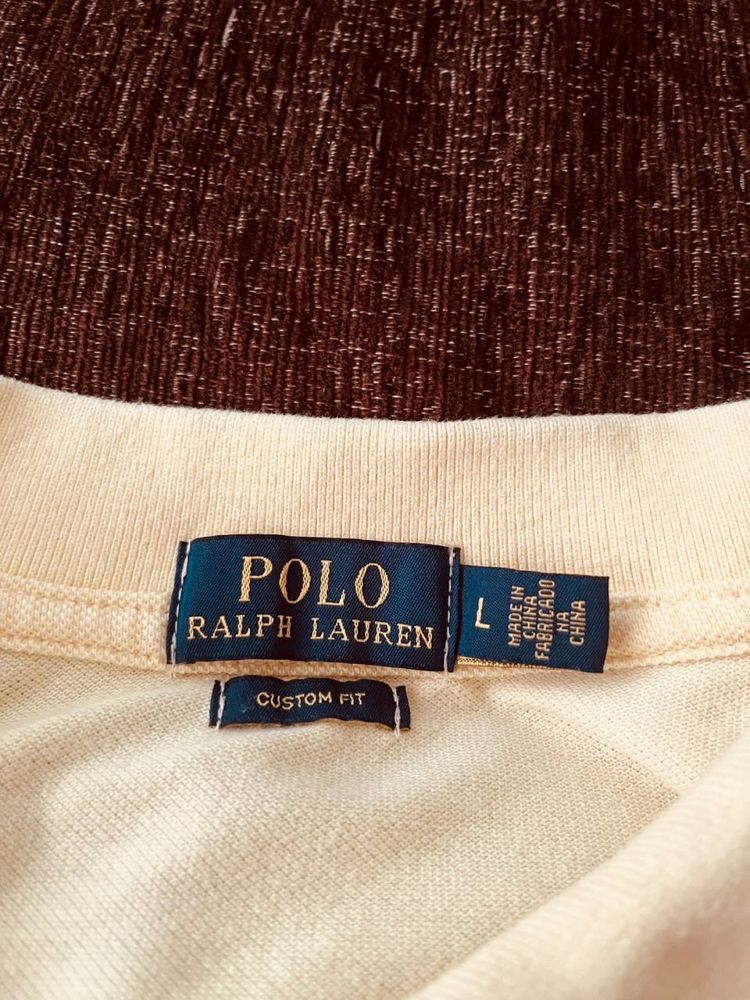 POLO
RALPH LAUREN
L
MADE IN
CHINA
FABRICADO
NA
CHINA
CUSTOM FIT